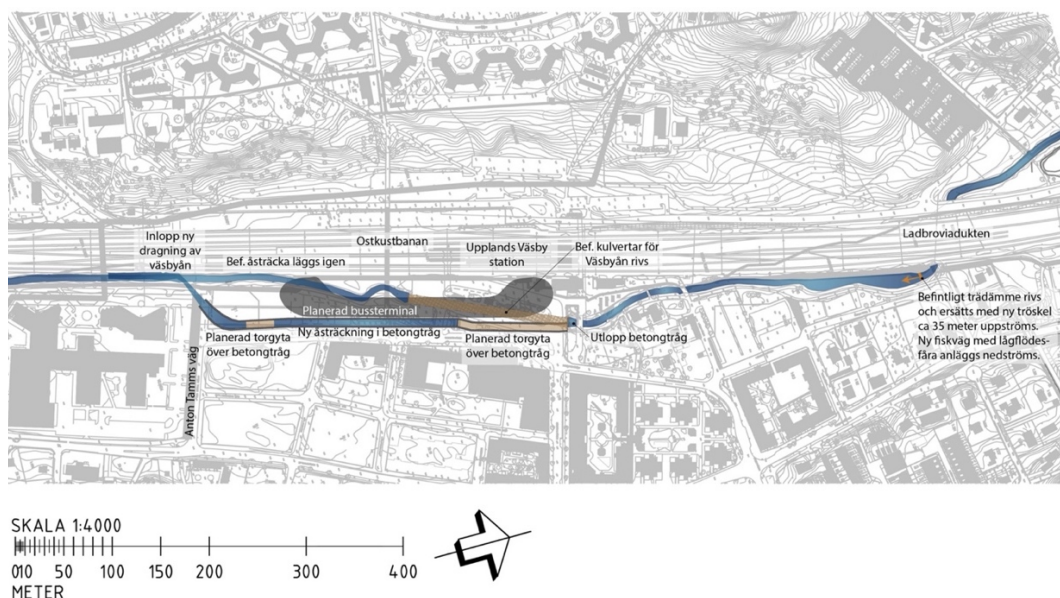 Inlopp ny
dragning av
väsbyån
Bef. åsträcka läggs igen
Ostkustbanan
Upplands Väsby
station
Bef. kulvertar för
Väsbyån rivs
Ladbroviadukten
Planerad bussterminal
Ny åsträckning i betongtråg
Planerad torgyta
över betongtråg
Planerad torgyta
över betongtråg
Utlopp betongtråg
Befintligt trädämme rivs
och ersätts med ny tröskel
ca 35 meter uppströms.
Ny fiskväg med lågflödes-
fåra anläggs nedströms.
Anton Tamms väg
SKALA 1:4000
010 50 100 150 200 300 400
METER